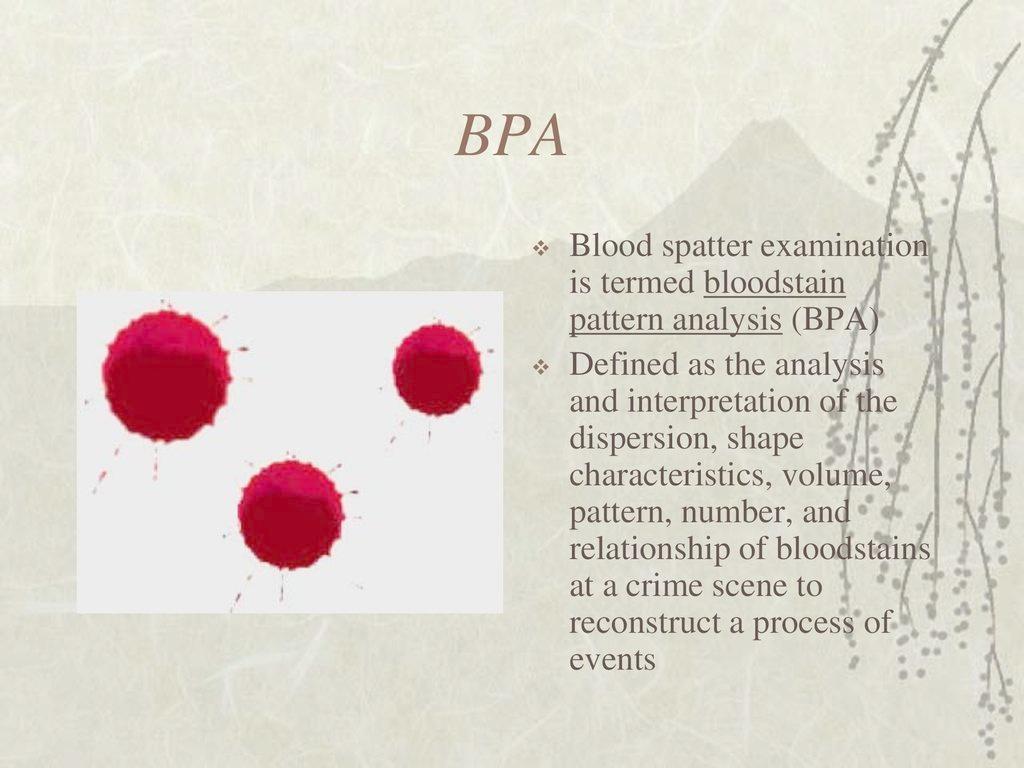 BPA
❖ Blood spatter examination
is termed bloodstain
pattern analysis (BPA)
❖ Defined as the analysis
and interpretation of the
dispersion, shape
characteristics, volume,
pattern, number, and
relationship of bloodstains
at a crime scene to
reconstruct a process of
events